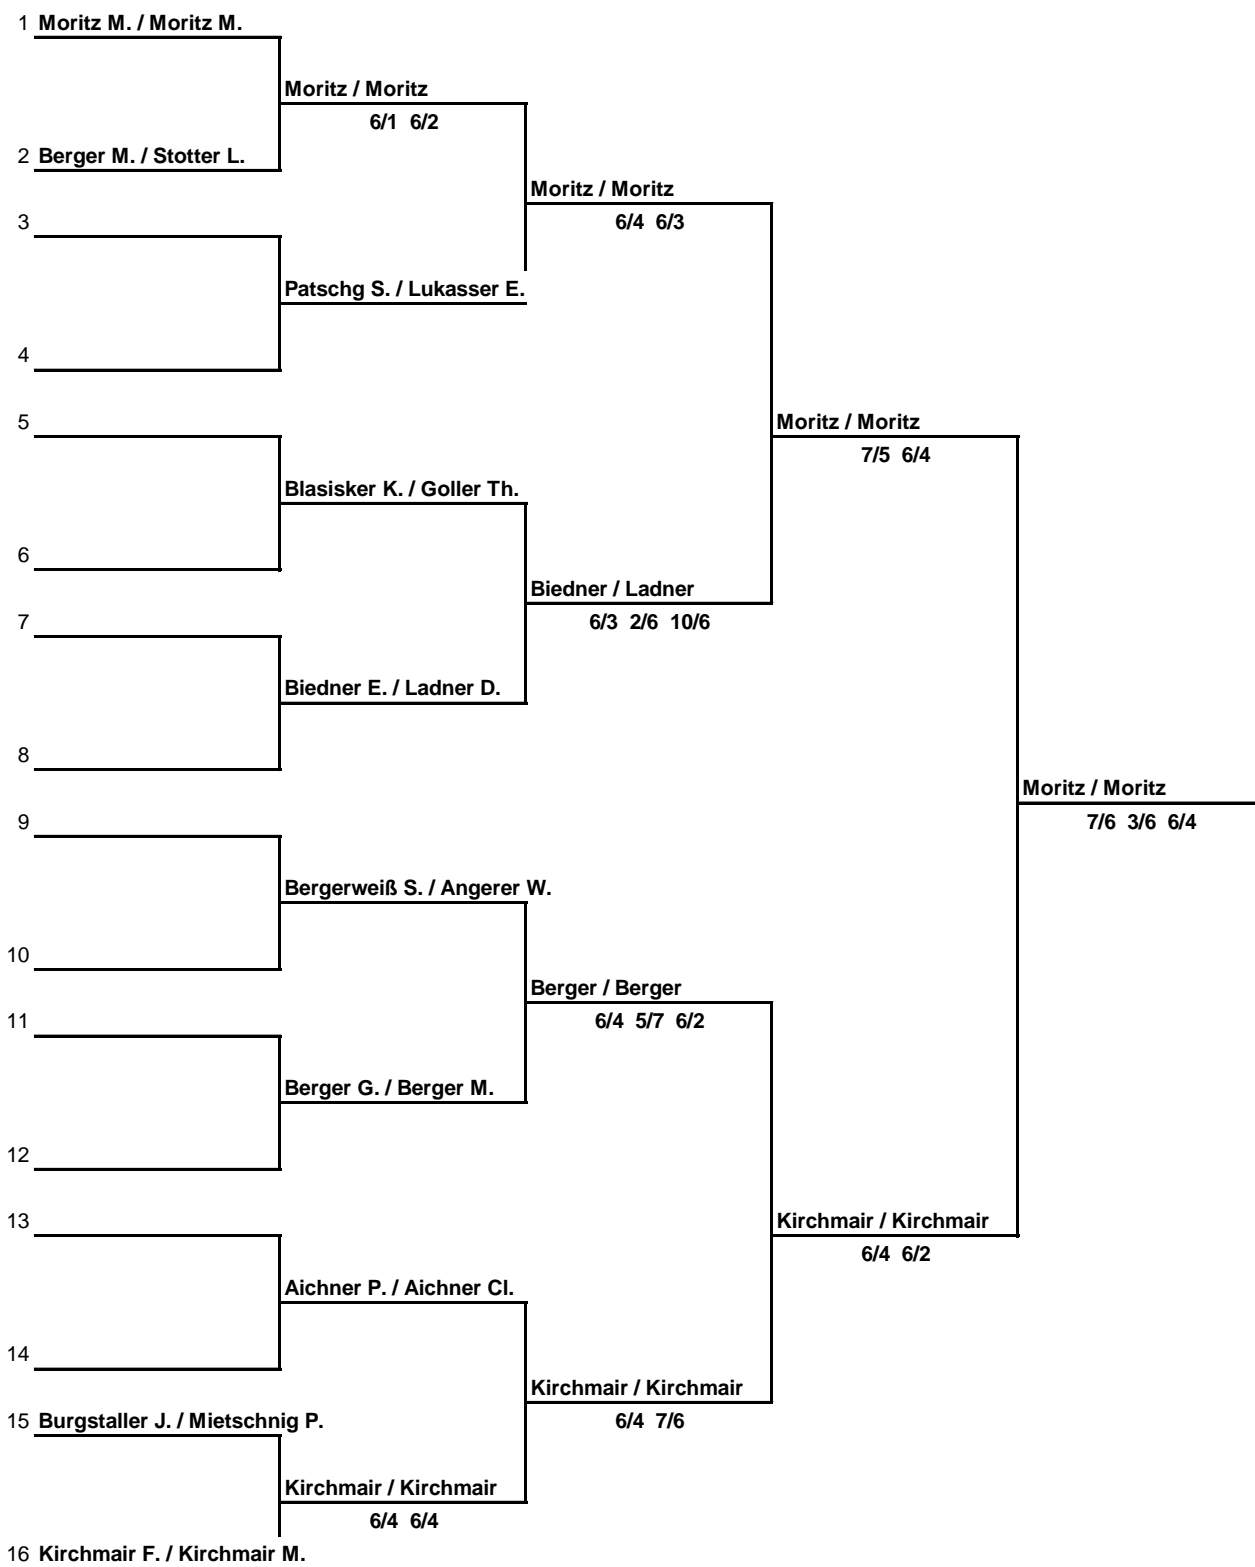 1 Moritz M. / Moritz M.
Moritz / Moritz
6/1 6/2
2 Berger M. / Stotter L.
Moritz / Moritz
3
6/4 6/3
Patschg S. / Lukasser E.
4
5
Moritz / Moritz
7/5 6/4
Blasisker K. / Goller Th.
6
Biedner / Ladner
7
6/3 2/6 10/6
Biedner E. / Ladner D.
8
Moritz / Moritz
9
7/6 3/6 6/4
Bergerweiß S. / Angerer W.
10
Berger / Berger
11
6/4 5/7 6/2
Berger G. / Berger M.
12
13
Kirchmair / Kirchmair
6/4 6/2
Aichner P. / Aichner Cl.
14
Kirchmair / Kirchmair
15 Burgstaller J. / Mietschnig P.
6/4 7/6
Kirchmair / Kirchmair
6/4 6/4
16 Kirchmair F. / Kirchmair M.